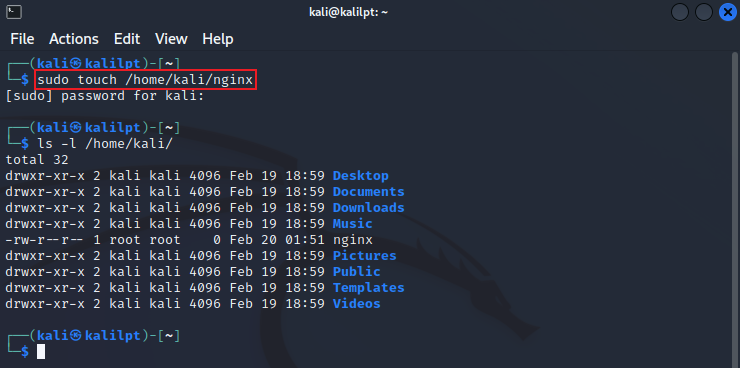 kali@kalilpt: ~
File Actions Edit View Help
┌──(kali㉿kalilpt)-[~]
└─$ sudo touch /home/kali/nginx
[sudo] password for kali:
┌──(kali㉿kalilpt)-[~]
└─$ ls -l /home/kali/
total 32
drwxr-xr-x 2 kali kali 4096 Feb 19 18:59 Desktop
drwxr-xr-x 2 kali kali 4096 Feb 19 18:59 Documents
drwxr-xr-x 2 kali kali 4096 Feb 19 18:59 Downloads
drwxr-xr-x 2 kali kali 4096 Feb 19 18:59 Music
-rw-r--r-- 1 root root    0 Feb 20 01:51 nginx
drwxr-xr-x 2 kali kali 4096 Feb 19 18:59 Pictures
drwxr-xr-x 2 kali kali 4096 Feb 19 18:59 Public
drwxr-xr-x 2 kali kali 4096 Feb 19 18:59 Templates
drwxr-xr-x 2 kali kali 4096 Feb 19 18:59 Videos
┌──(kali㉿kalilpt)-[~]
└─$